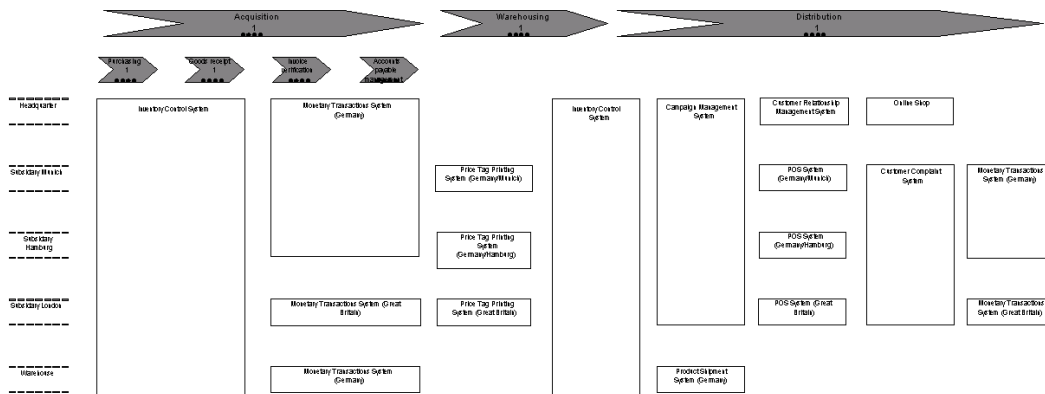 Acquisition
1
Warehousing
1
Distribution
1
Purchasing
1
Goods receipt
1
Invoice
verification
Accounts
payable
management
Headquarter
Inventory Control System
Monetary Transactions System
(Germany)
Inventory Control
System
Campaign Management
System
Customer Relationship
Management System
Online Shop
Subsidary Munich
Price Tag Printing
System (Germany/Munich)
POS System
(Germany/Munich)
Customer Complaint
System
Monetary Transactions
System (Germany)
Subsidary
Hamburg
Price Tag Printing
System
(Germany/Hamburg)
POS System
(Germany/Hamburg)
Subsidary London
Monetary Transactions System (Great
Britain)
Price Tag Printing
System (Great Britain)
POS System (Great
Britain)
Monetary Transactions
System (Great Britain)
Warehouse
Monetary Transactions System
(Germany)
Product Shipment
System (Germany)